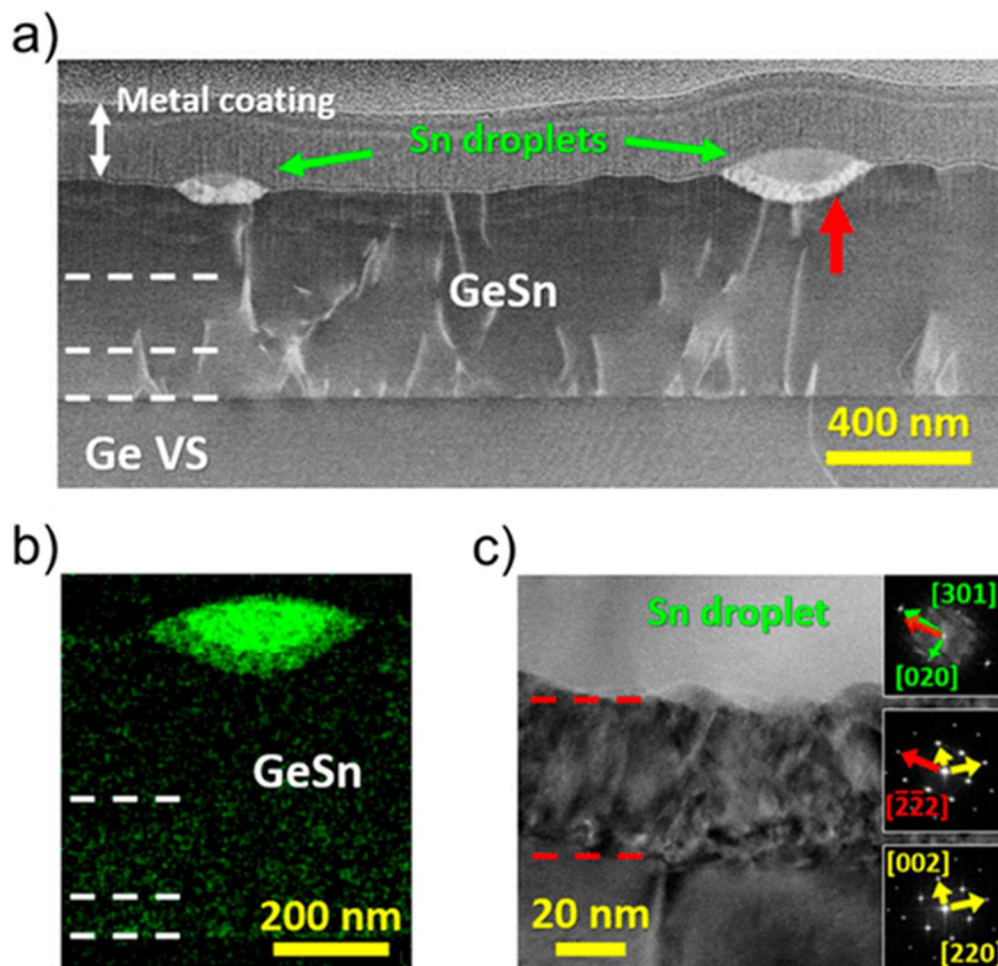 a)
Metal coating
Sn droplets
GeSn
Ge VS
400 nm
b)
GeSn
200 nm
c)
Sn droplet
20 nm
[301]
[020]
[2̅2̅2]
[002]
[220]